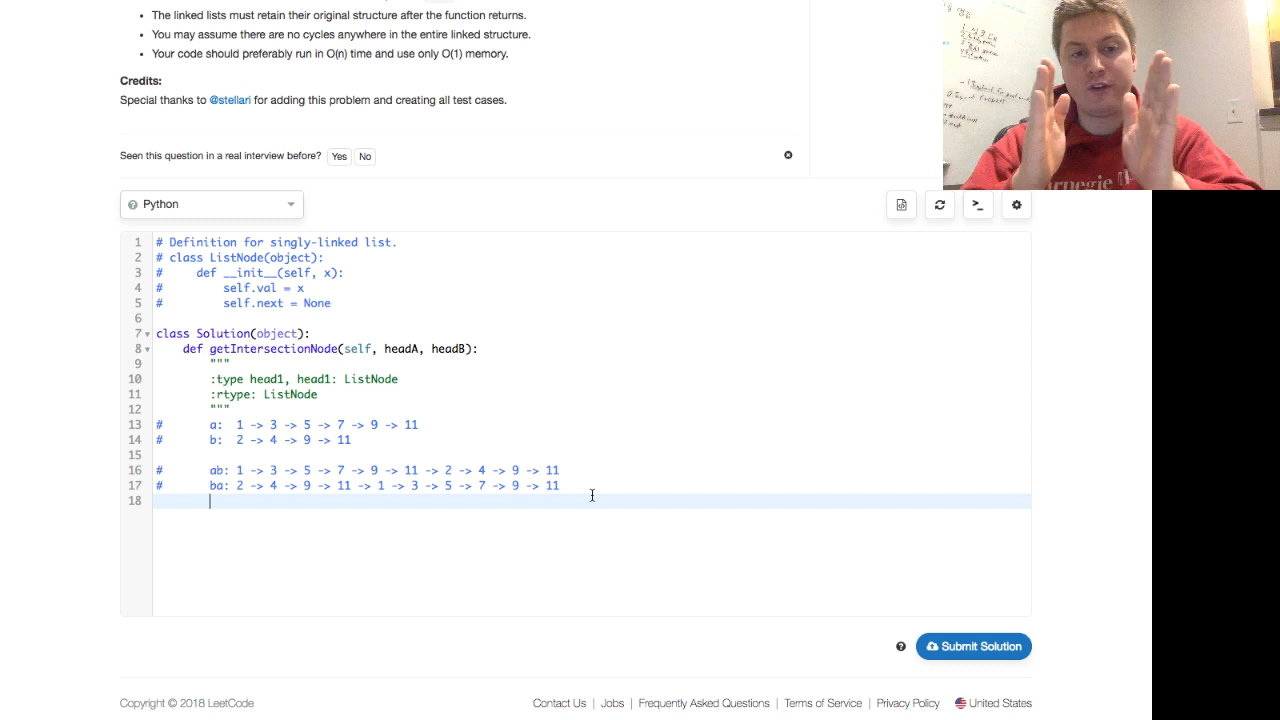 The linked lists must retain their original structure after the function returns.
You may assume there are no cycles anywhere in the entire linked structure.
Your code should preferably run in O(n) time and use only O(1) memory.
Credits:
Special thanks to @stellari for adding this problem and creating all test cases.
Seen this question in a real interview before? Yes No
Python
1 # Definition for singly-linked list.
2 # class ListNode(object):
3 #     def __init__(self, x):
4 #         self.val = x
5 #         self.next = None
6
7 class Solution(object):
8     def getIntersectionNode(self, headA, headB):
9         """
10         :type head1, head1: ListNode
11         :rtype: ListNode
12         """
13 #       a:  1 -> 3 -> 5 -> 7 -> 9 -> 11
14 #       b:  2 -> 4 -> 9 -> 11
15
16 #       ab: 1 -> 3 -> 5 -> 7 -> 9 -> 11 -> 2 -> 4 -> 9 -> 11
17 #       ba: 2 -> 4 -> 9 -> 11 -> 1 -> 3 -> 5 -> 7 -> 9 -> 11
18
Submit Solution
Copyright © 2018 LeetCode
Contact Us | Jobs | Frequently Asked Questions | Terms of Service | Privacy Policy | United States